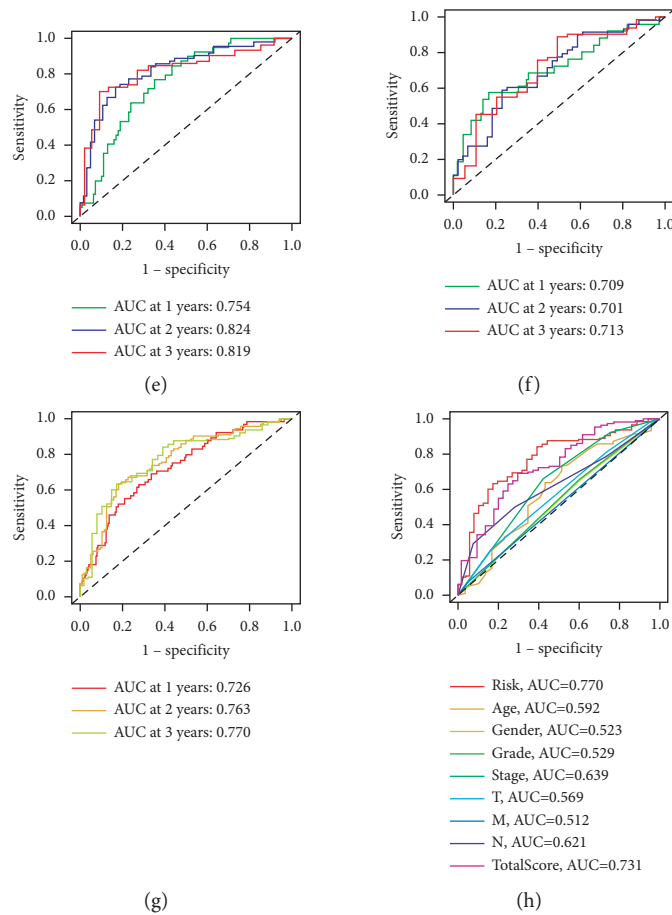 1.0
0.8
0.6
0.4
0.2
0.0
Sensitivity
0.0 0.2 0.4 0.6 0.8 1.0
1 – specificity
AUC at 1 years: 0.754
AUC at 2 years: 0.824
AUC at 3 years: 0.819
(e)
1.0
0.8
0.6
0.4
0.2
0.0
Sensitivity
0.0 0.2 0.4 0.6 0.8 1.0
1 – specificity
AUC at 1 years: 0.709
AUC at 2 years: 0.701
AUC at 3 years: 0.713
(f)
1.0
0.8
0.6
0.4
0.2
0.0
Sensitivity
0.0 0.2 0.4 0.6 0.8 1.0
1 – specificity
AUC at 1 years: 0.726
AUC at 2 years: 0.763
AUC at 3 years: 0.770
(g)
1.0
0.8
0.6
0.4
0.2
0.0
Sensitivity
0.0 0.2 0.4 0.6 0.8 1.0
1 – specificity
Risk, AUC=0.770
Age, AUC=0.592
Gender, AUC=0.523
Grade, AUC=0.529
Stage, AUC=0.639
T, AUC=0.569
M, AUC=0.512
N, AUC=0.621
TotalScore, AUC=0.731
(h)